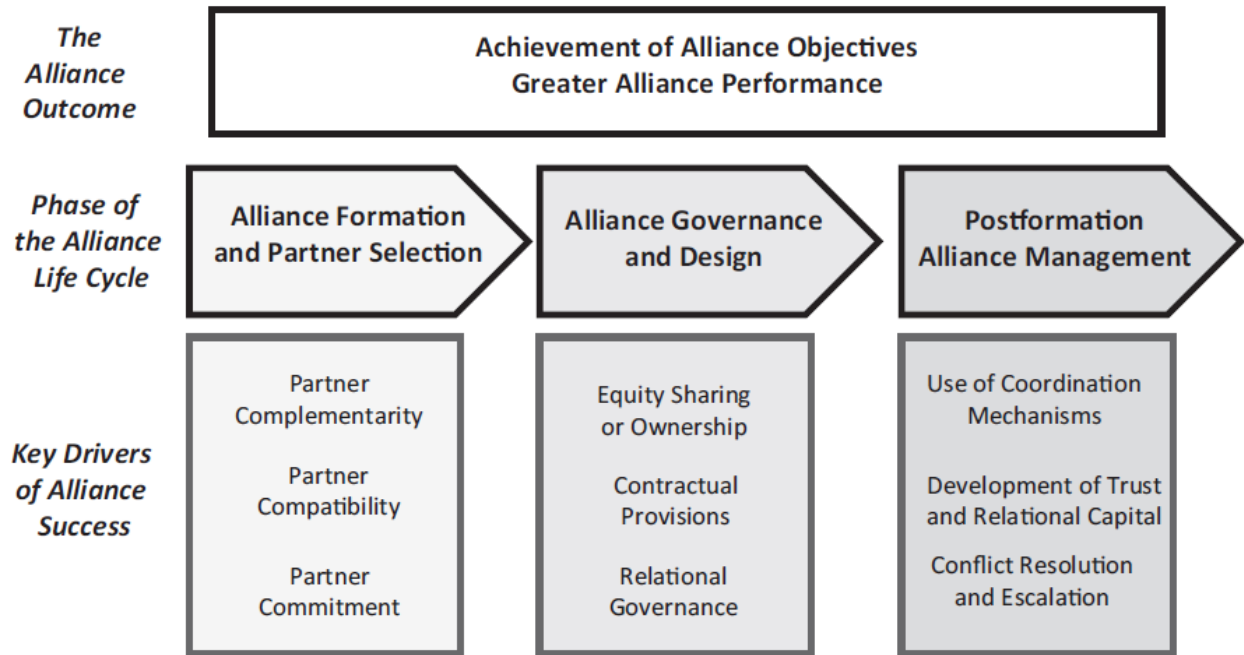 The
Alliance
Outcome
Achievement of Alliance Objectives
Greater Alliance Performance
Phase of
the Alliance
Life Cycle
Alliance Formation
and Partner Selection
Alliance Governance
and Design
Postformation
Alliance Management
Key Drivers
of Alliance
Success
Partner
Complementarity
Partner
Compatibility
Partner
Commitment
Equity Sharing
or Ownership
Contractual
Provisions
Relational
Governance
Use of Coordination
Mechanisms
Development of Trust
and Relational Capital
Conflict Resolution
and Escalation